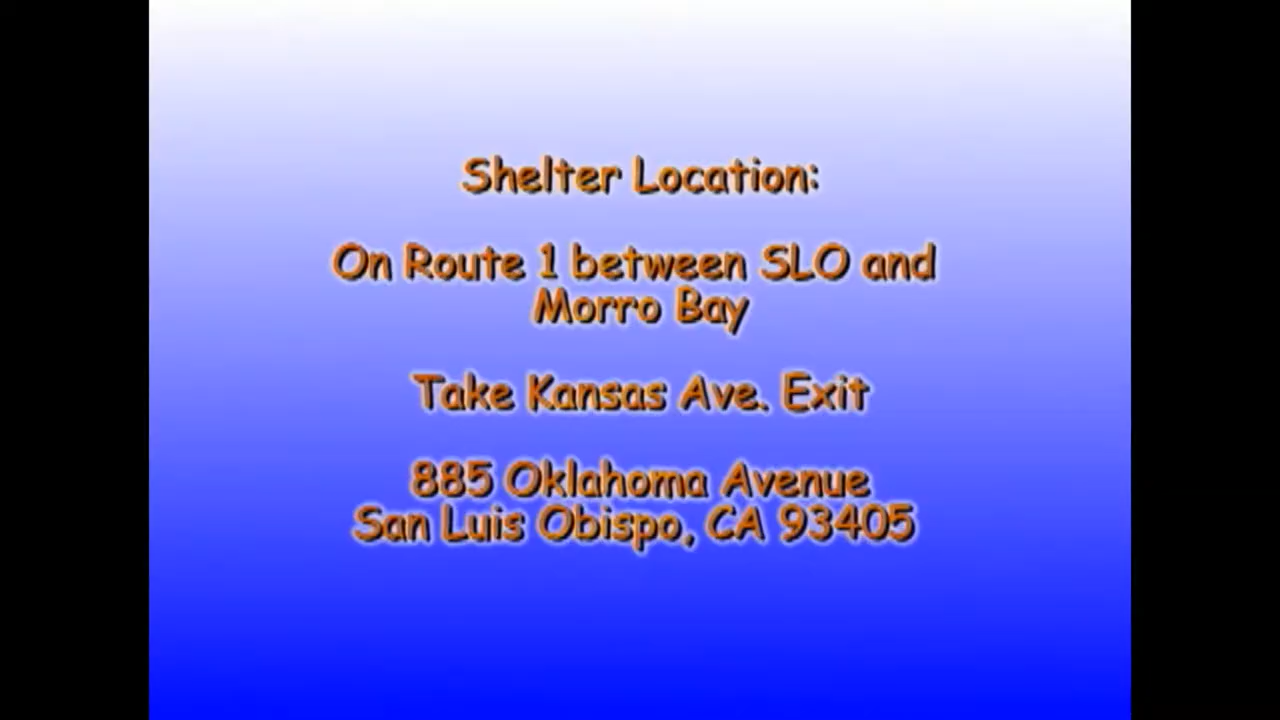 Shelter Location:
On Route 1 between SLO and
Morro Bay
Take Kansas Ave. Exit
885 Oklahoma Avenue
San Luis Obispo, CA 93405